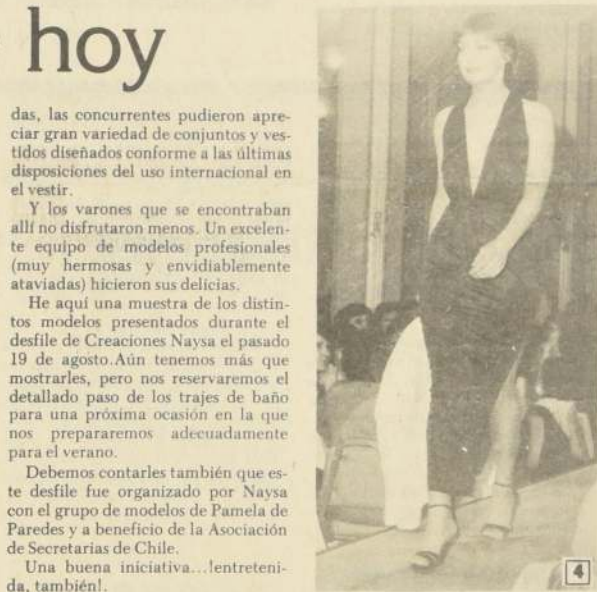 hoy
das, las concurrentes pudieron apre-
ciar gran variedad de conjuntos y ves-
tidos diseñados conforme a las últimas
disposiciones del uso internacional en
el vestir.
Y los varones que se encontraban
allí no disfrutaron menos. Un excelen-
te equipo de modelos profesionales
(muy hermosas y envidiablemente
ataviadas) hicieron sus delicias.
He aquí una muestra de los distin-
tos modelos presentados durante el
desfile de Creaciones Naysa el pasado
19 de agosto.Aún tenemos más que
mostrarles, pero nos reservaremos el
detallado paso de los trajes de baño
para una próxima ocasión en la que
nos prepararemos adecuadamente
para el verano.
Debemos contarles también que es-
te desfile fue organizado por Naysa
con el grupo de modelos de Pamela de
Paredes y a beneficio de la Asociación
de Secretarias de Chile.
Una buena iniciativa...!entreteni-
da, también!.
4